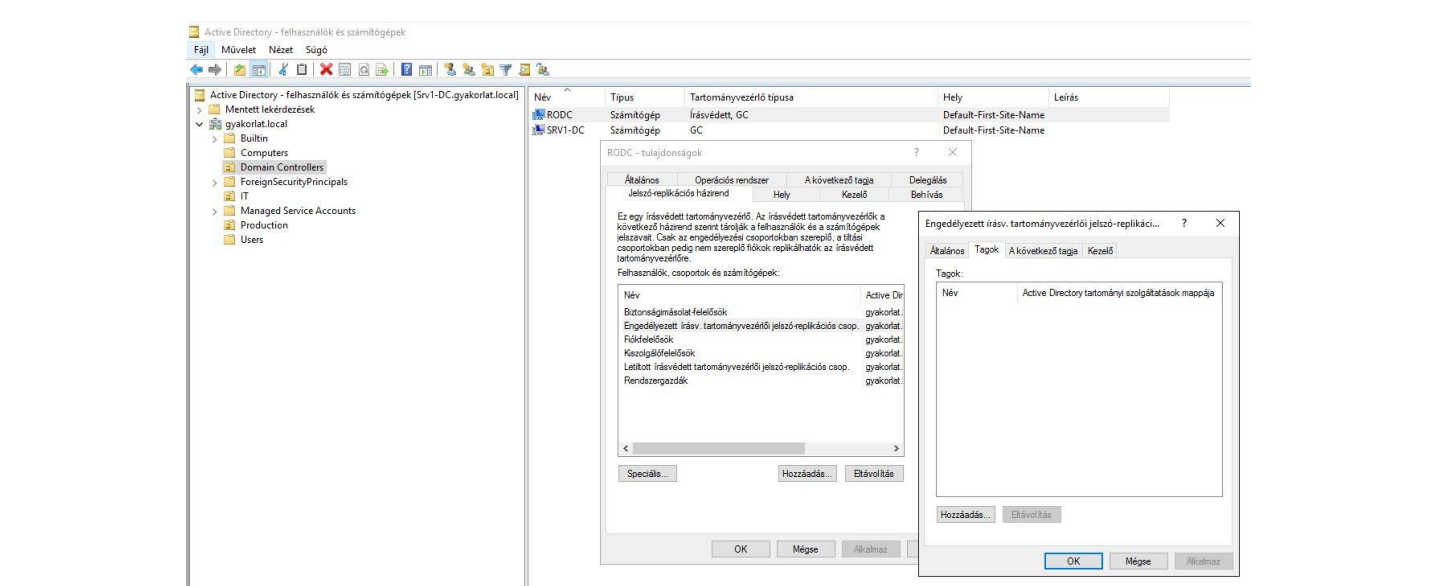 Active Directory - felhasználók és számítógépek
Fájl Művelet Nézet Súgó
Active Directory - felhasználók és számítógépek [Srv1-DC.gyakorlat.local]
Mentett lekérdezések
gyakorlat.local
Builtin
Computers
Domain Controllers
ForeignSecurityPrincipals
IT
Managed Service Accounts
Production
Users
Név Típus Tartományvezérlő típusa Hely Leírás
RODC Számítógép Írásvédett, GC Default-First-Site-Name
SRV1-DC Számítógép GC Default-First-Site-Name
RODC - tulajdonságok ? ×
Általános Operációs rendszer A következő tagja Delegálás
Jelszó-replikációs házirend Hely Kezelő Behívás
Ez egy írásvédett tartományvezérlő. Az írásvédett tartományvezérlők a
következő házirend szerint tárolják a felhasználók és a számítógépek
jelszavait. Csak az engedélyezési csoportokban szereplő, a tiltási
csoportokban pedig nem szereplő fiókok replikálhatók az írásvédett
tartományvezérlőre.
Felhasználók, csoportok és számítógépek:
Név Active Dir
Biztonságimásolat-felelősök gyakorlat.
Engedélyezett írásv. tartományvezérlői jelszó-replikációs csop. gyakorlat.
Fiókfelelősök gyakorlat.
Kiszolgálófelelősök gyakorlat.
Letiltott írásvédett tartományvezérlői jelszó-replikációs csop. gyakorlat.
Rendszergazdák gyakorlat.
Speciális... Hozzáadás... Eltávolítás
OK Mégse Alkalmaz
Engedélyezett írásv. tartományvezérlői jelszó-replikáci... ? ×
Általános Tagok A következő tagja Kezelő
Tagok:
Név Active Directory tartományi szolgáltatások mappája
Hozzáadás... Eltávolítás
OK Mégse Alkalmaz